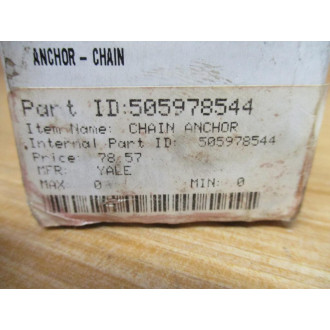 ANCHOR - CHAIN
Part ID:505978544
Item Name: CHAIN ANCHOR
Internal Part ID: 505978544
Price: 78.57
MFR: YALE
MAX: 0 MIN: 0